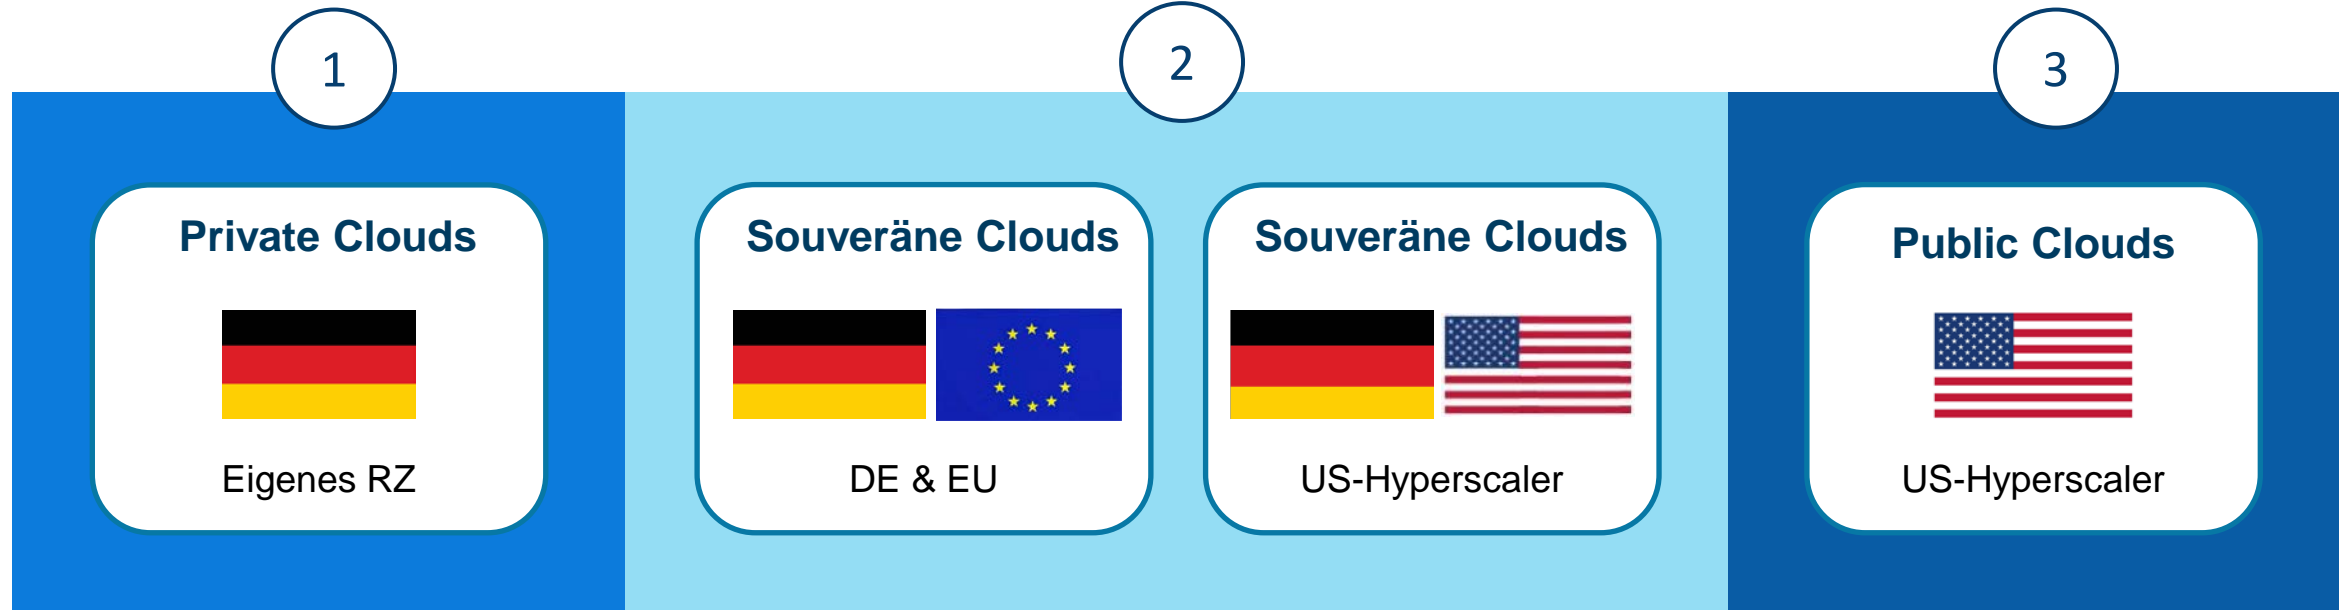 1
2
3
Private Clouds
Eigenes RZ
Souveräne Clouds
DE & EU
Souveräne Clouds
US-Hyperscaler
Public Clouds
US-Hyperscaler